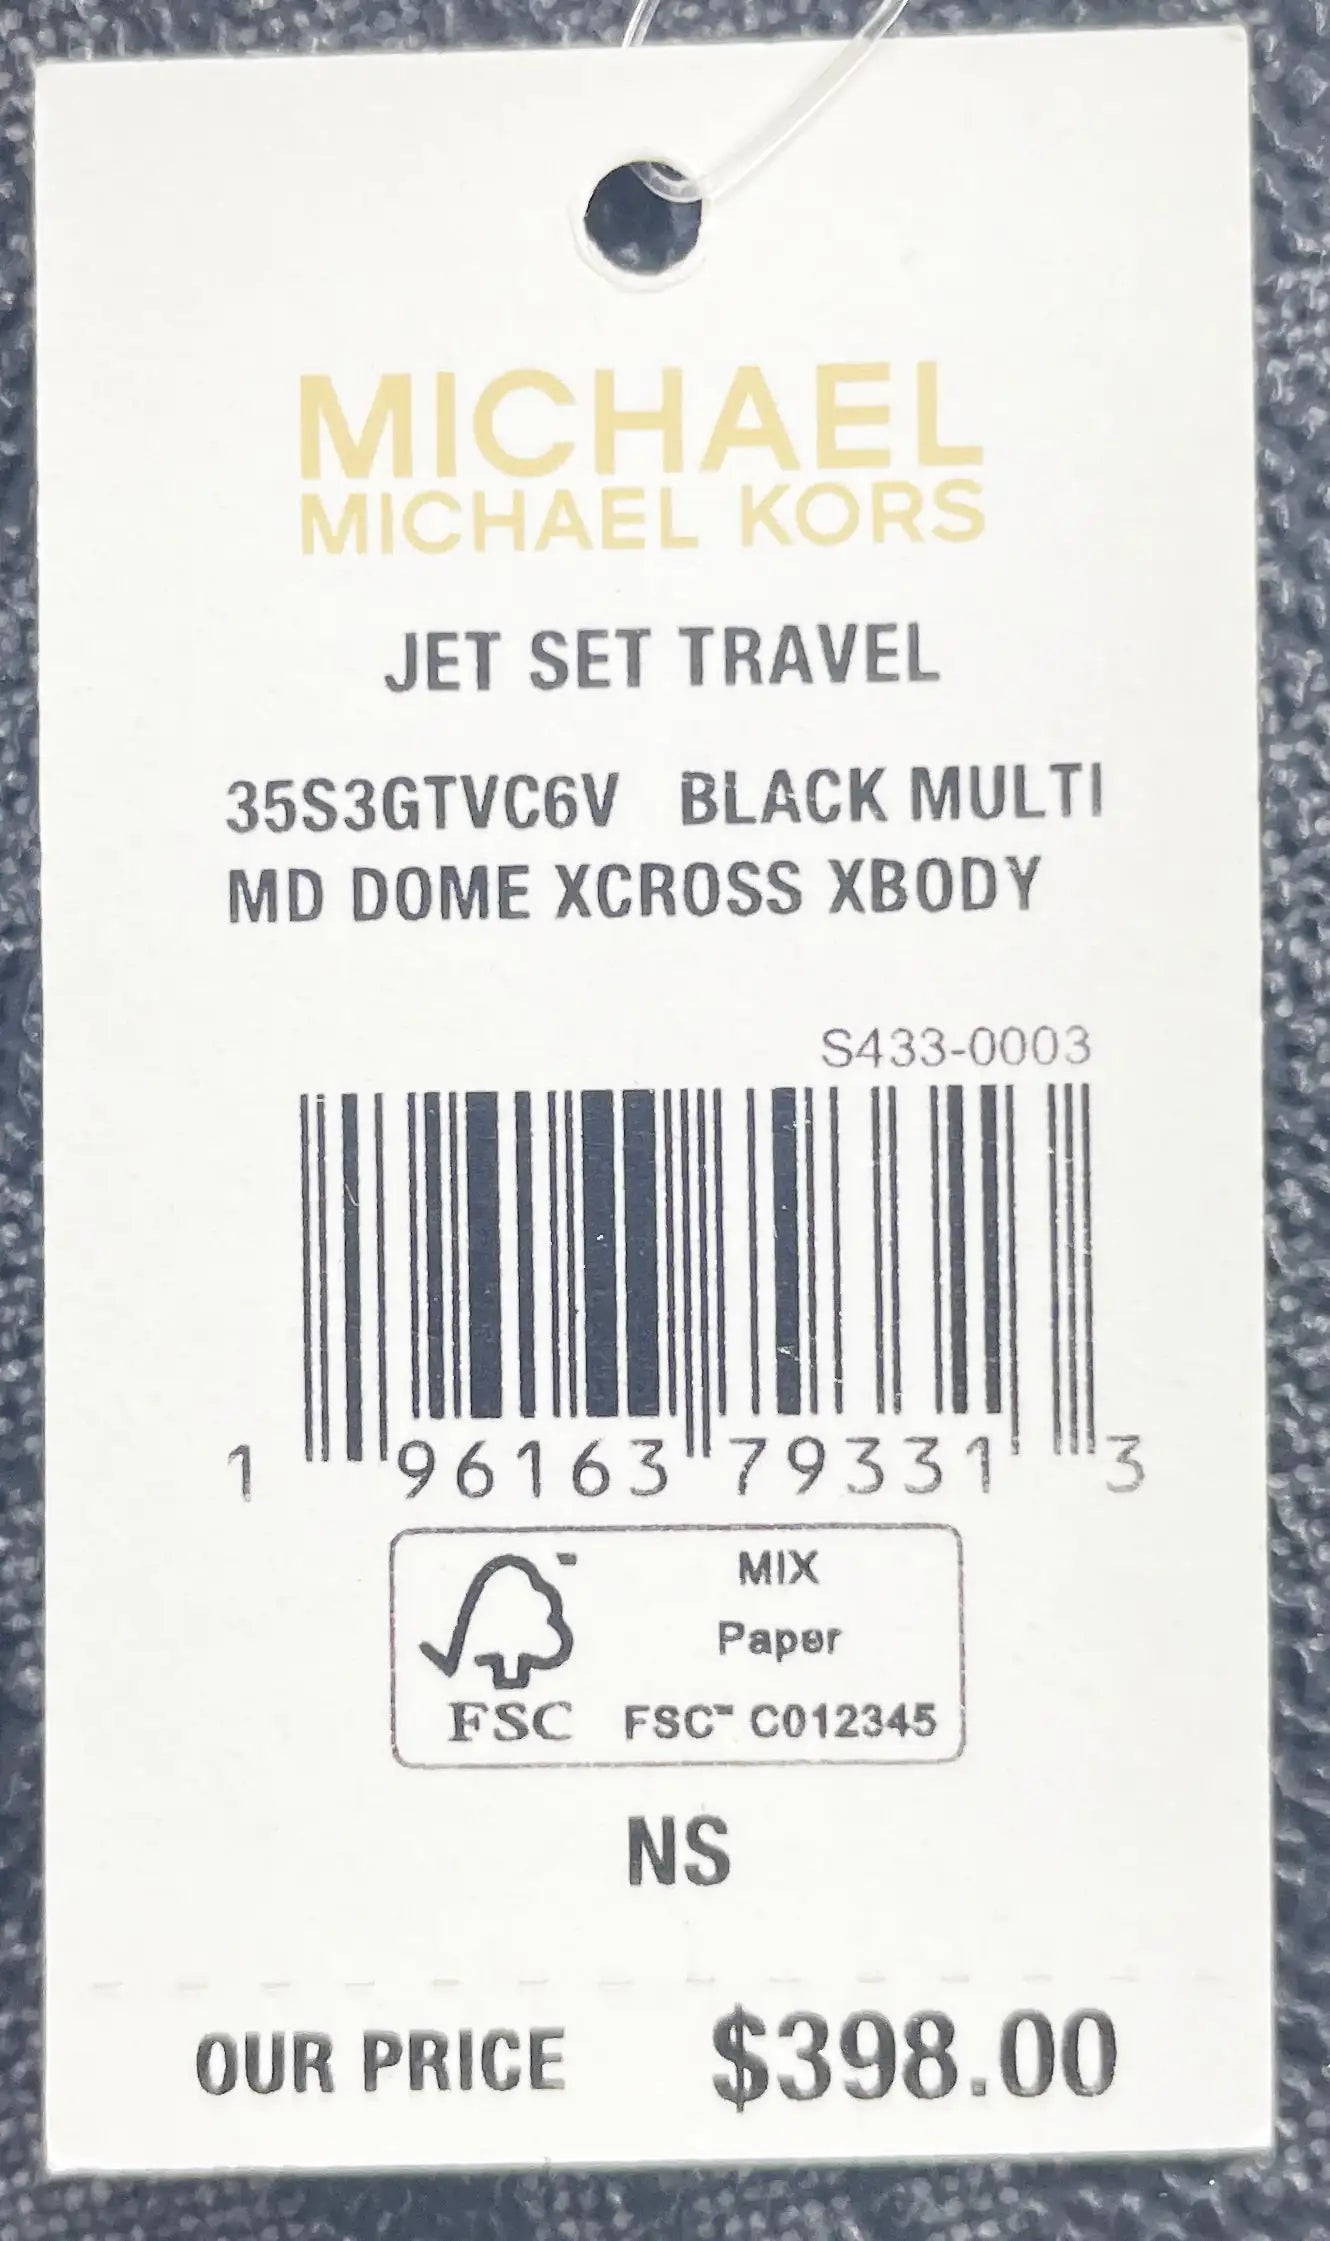 MICHAEL
MICHAEL KORS
JET SET TRAVEL
35S3GTVC6V BLACK MULTI
MD DOME XCROSS XBODY
S433-0003
1 96163 79331 3
MIX
Paper
FSC
FSC™ C012345
NS
OUR PRICE $398.00